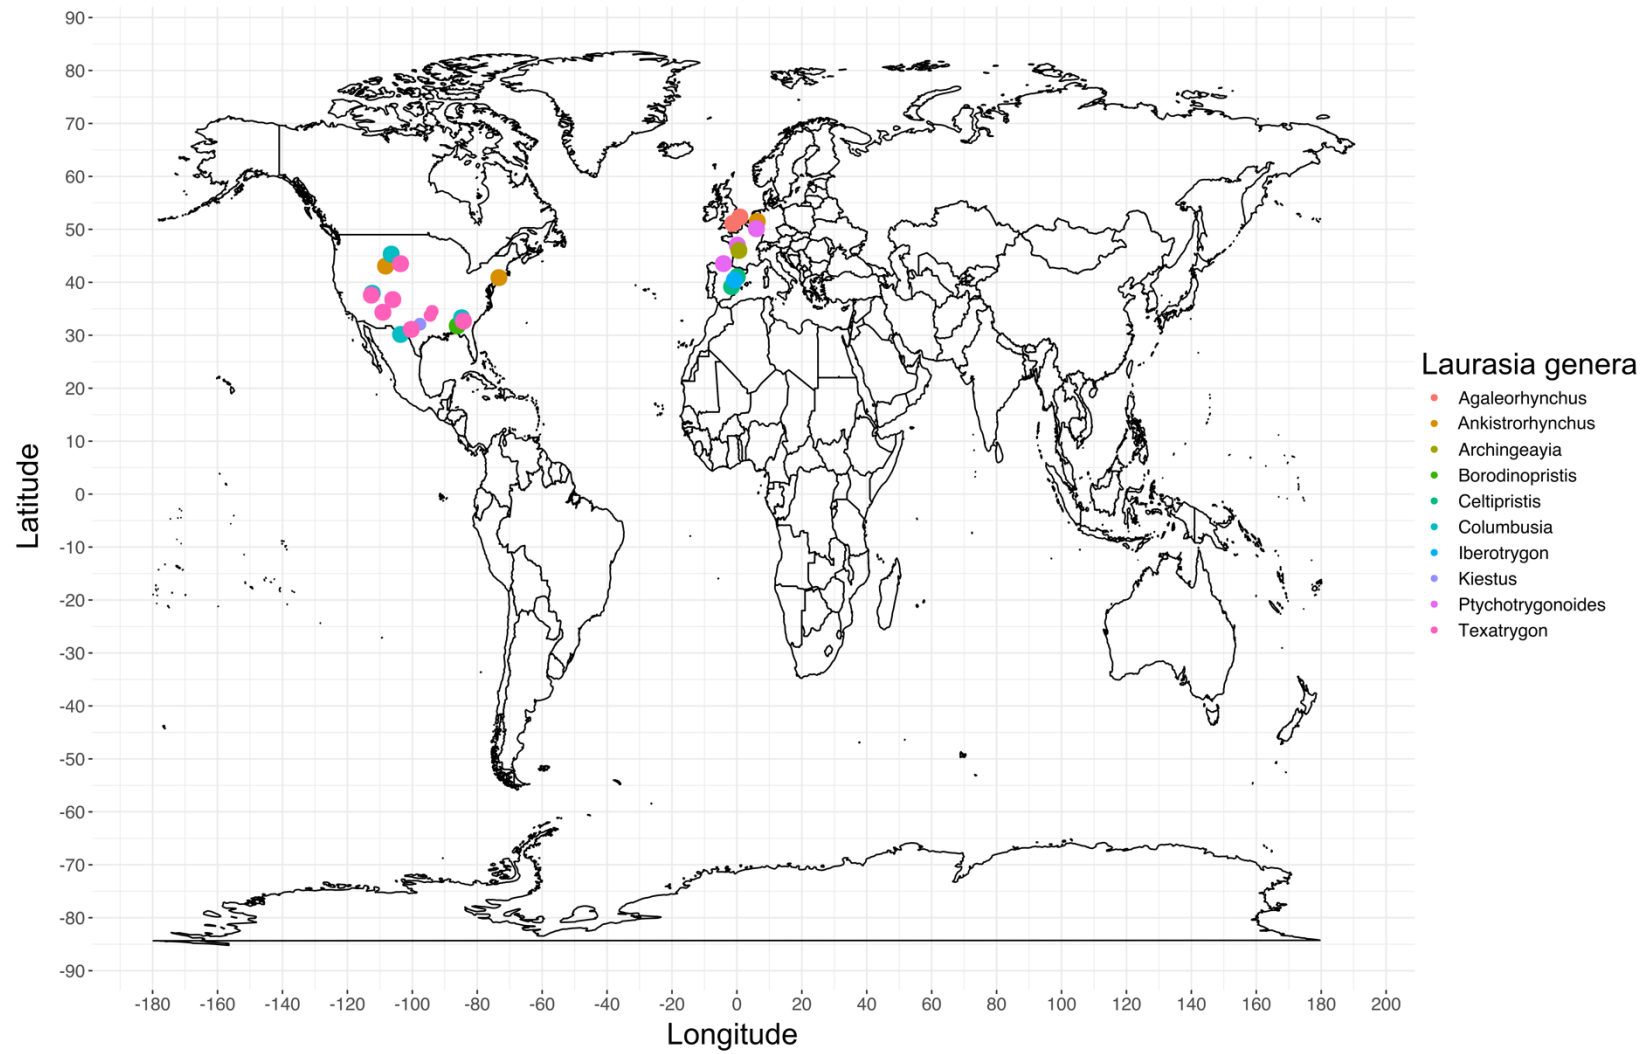 90
80
70
60
50
40
30
20
10
0
-10
-20
-30
-40
-50
-60
-70
-80
-90
Latitude
-180 -160 -140 -120 -100 -80 -60 -40 -20 0 20 40 60 80 100 120 140 160 180 200
Longitude
Laurasia genera
Agaleorhynchus
Ankistrorhynchus
Archingeayia
Borodinopristis
Celtipristis
Columbusia
Iberotrygon
Kiestus
Ptychotrygonoides
Texatrygon